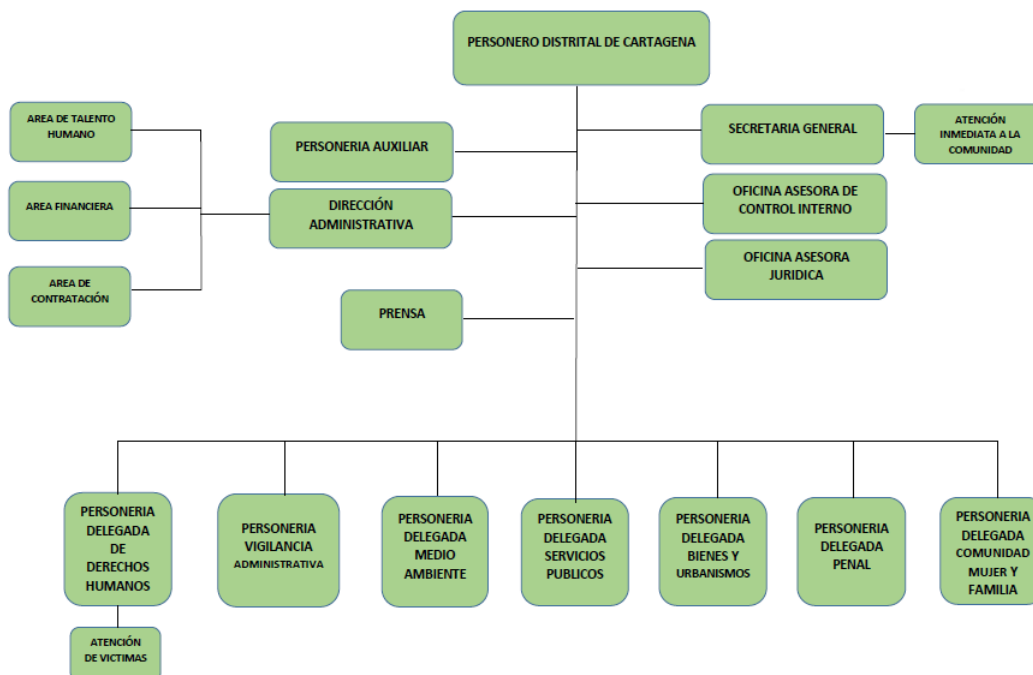 PERSONERO DISTRITAL DE CARTAGENA
AREA DE TALENTO
HUMANO
PERSONERIA AUXILIAR
SECRETARIA GENERAL
ATENCIÓN
INMEDIATA A LA
COMUNIDAD
AREA FINANCIERA
DIRECCIÓN
ADMINISTRATIVA
OFICINA ASESORA DE
CONTROL INTERNO
OFICINA ASESORA
JURIDICA
AREA DE
CONTRATACIÓN
PRENSA
PERSONERIA
DELEGADA
DE
DERECHOS
HUMANOS
PERSONERIA
VIGILANCIA
ADMINISTRATIVA
PERSONERIA
DELEGADA
MEDIO
AMBIENTE
PERSONERIA
DELEGADA
SERVICIOS
PUBLICOS
PERSONERIA
DELEGADA
BIENES Y
URBANISMOS
PERSONERIA
DELEGADA
PENAL
PERSONERIA
DELEGADA
COMUNIDAD
MUJER Y
FAMILIA
ATENCIÓN
DE VICTIMAS